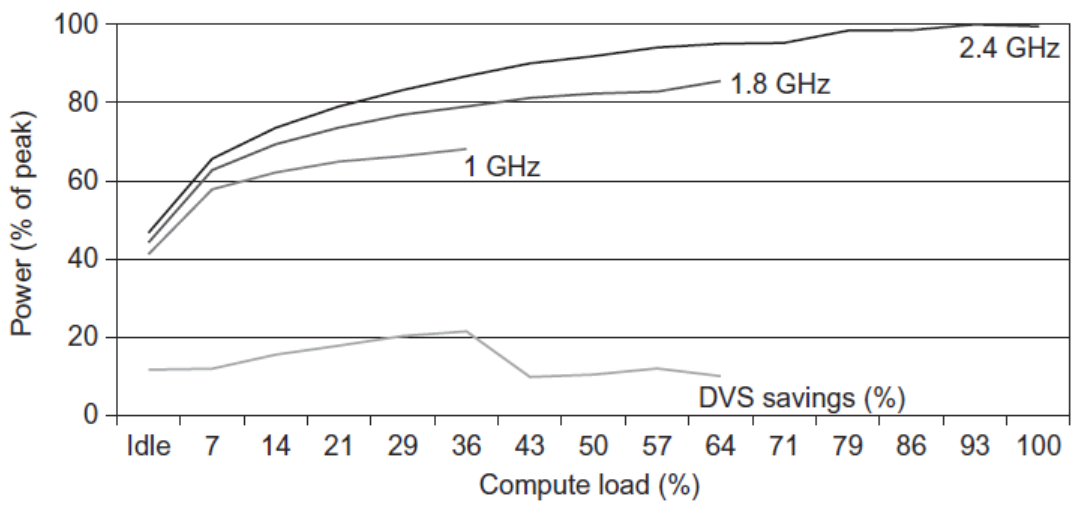 Power (% of peak)
100
80
60
40
20
0
2.4 GHz
1.8 GHz
1 GHz
DVS savings (%)
Idle 7 14 21 29 36 43 50 57 64 71 79 86 93 100
Compute load (%)